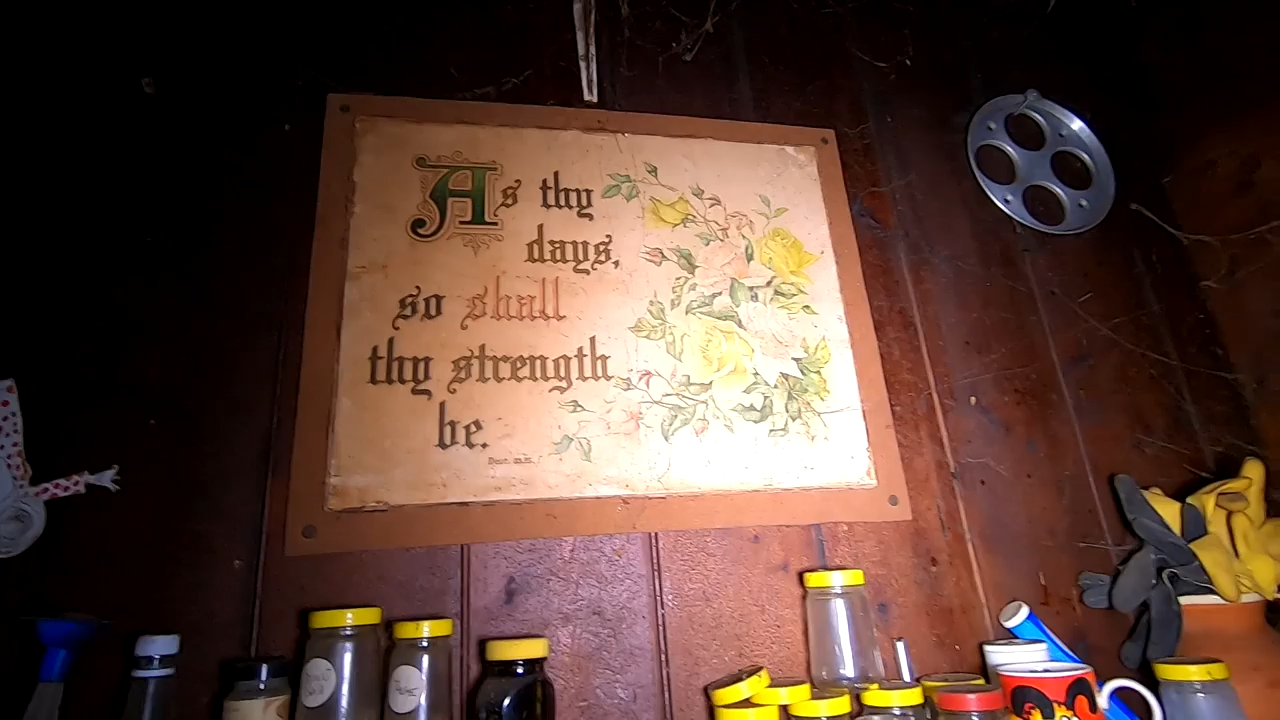 As thy
days,
so shall
thy strength
be.